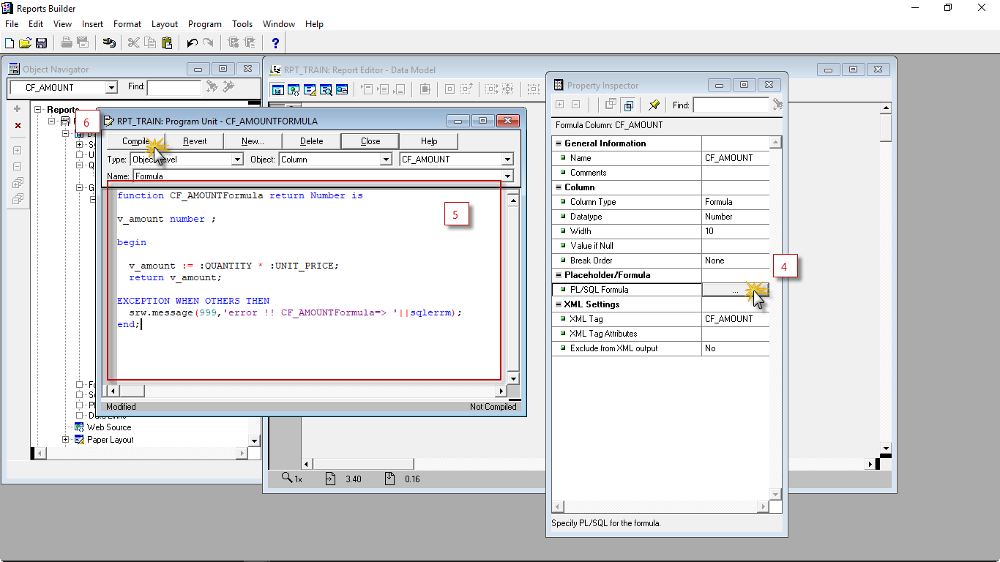 Reports Builder
File Edit View Insert Format Layout Program Tools Window Help
Object Navigator
CF_AMOUNT Find:
Reports
Web Source
Paper Layout
RPT_TRAIN: Report Editor - Data Model
1x 3.40 0.16
6
RPT_TRAIN: Program Unit - CF_AMOUNTFORMULA
Compile Revert New... Delete Close Help
Type: Object Level Object: Column CF_AMOUNT
Name: Formula
5
function CF_AMOUNTFormula return Number is
v_amount number ;
begin
v_amount := :QUANTITY * :UNIT_PRICE;
return v_amount;
EXCEPTION WHEN OTHERS THEN
srw.message(999,'error !! CF_AMOUNTFormula=> '||sqlerrm);
end;
Modified Not Compiled
Property Inspector
Find:
Formula Column: CF_AMOUNT
General Information
Name CF_AMOUNT
Comments
Column
Column Type Formula
Datatype Number
Width 10
Value if Null
Break Order None
4
Placeholder/Formula
PL/SQL Formula ...
XML Settings
XML Tag CF_AMOUNT
XML Tag Attributes
Exclude from XML output No
Specify PL/SQL for the formula.